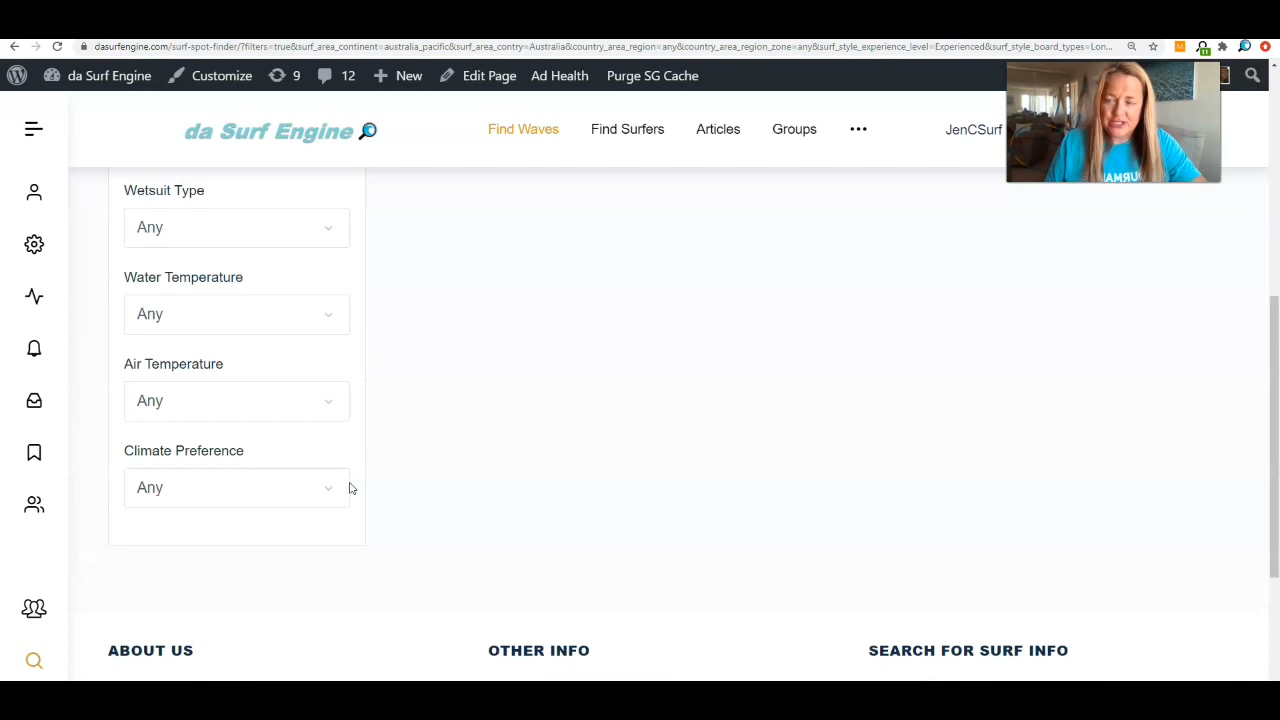 dasurfengine.com/surf-spot-finder/?filters=true&surf_area_continent=australia_pacific&surf_area_contry=Australia&country_area_region=any&country_area_region_zone=any&surf_style_experience_level=Experienced&surf_style_board_types=Lon...
da Surf Engine 9 12 New Edit Page Ad Health Purge SG Cache
Customize
da Surf Engine
Find Waves Find Surfers Articles Groups ••• JenCSurf
Wetsuit Type
Any
Water Temperature
Any
Air Temperature
Any
Climate Preference
Any
ABOUT US OTHER INFO SEARCH FOR SURF INFO